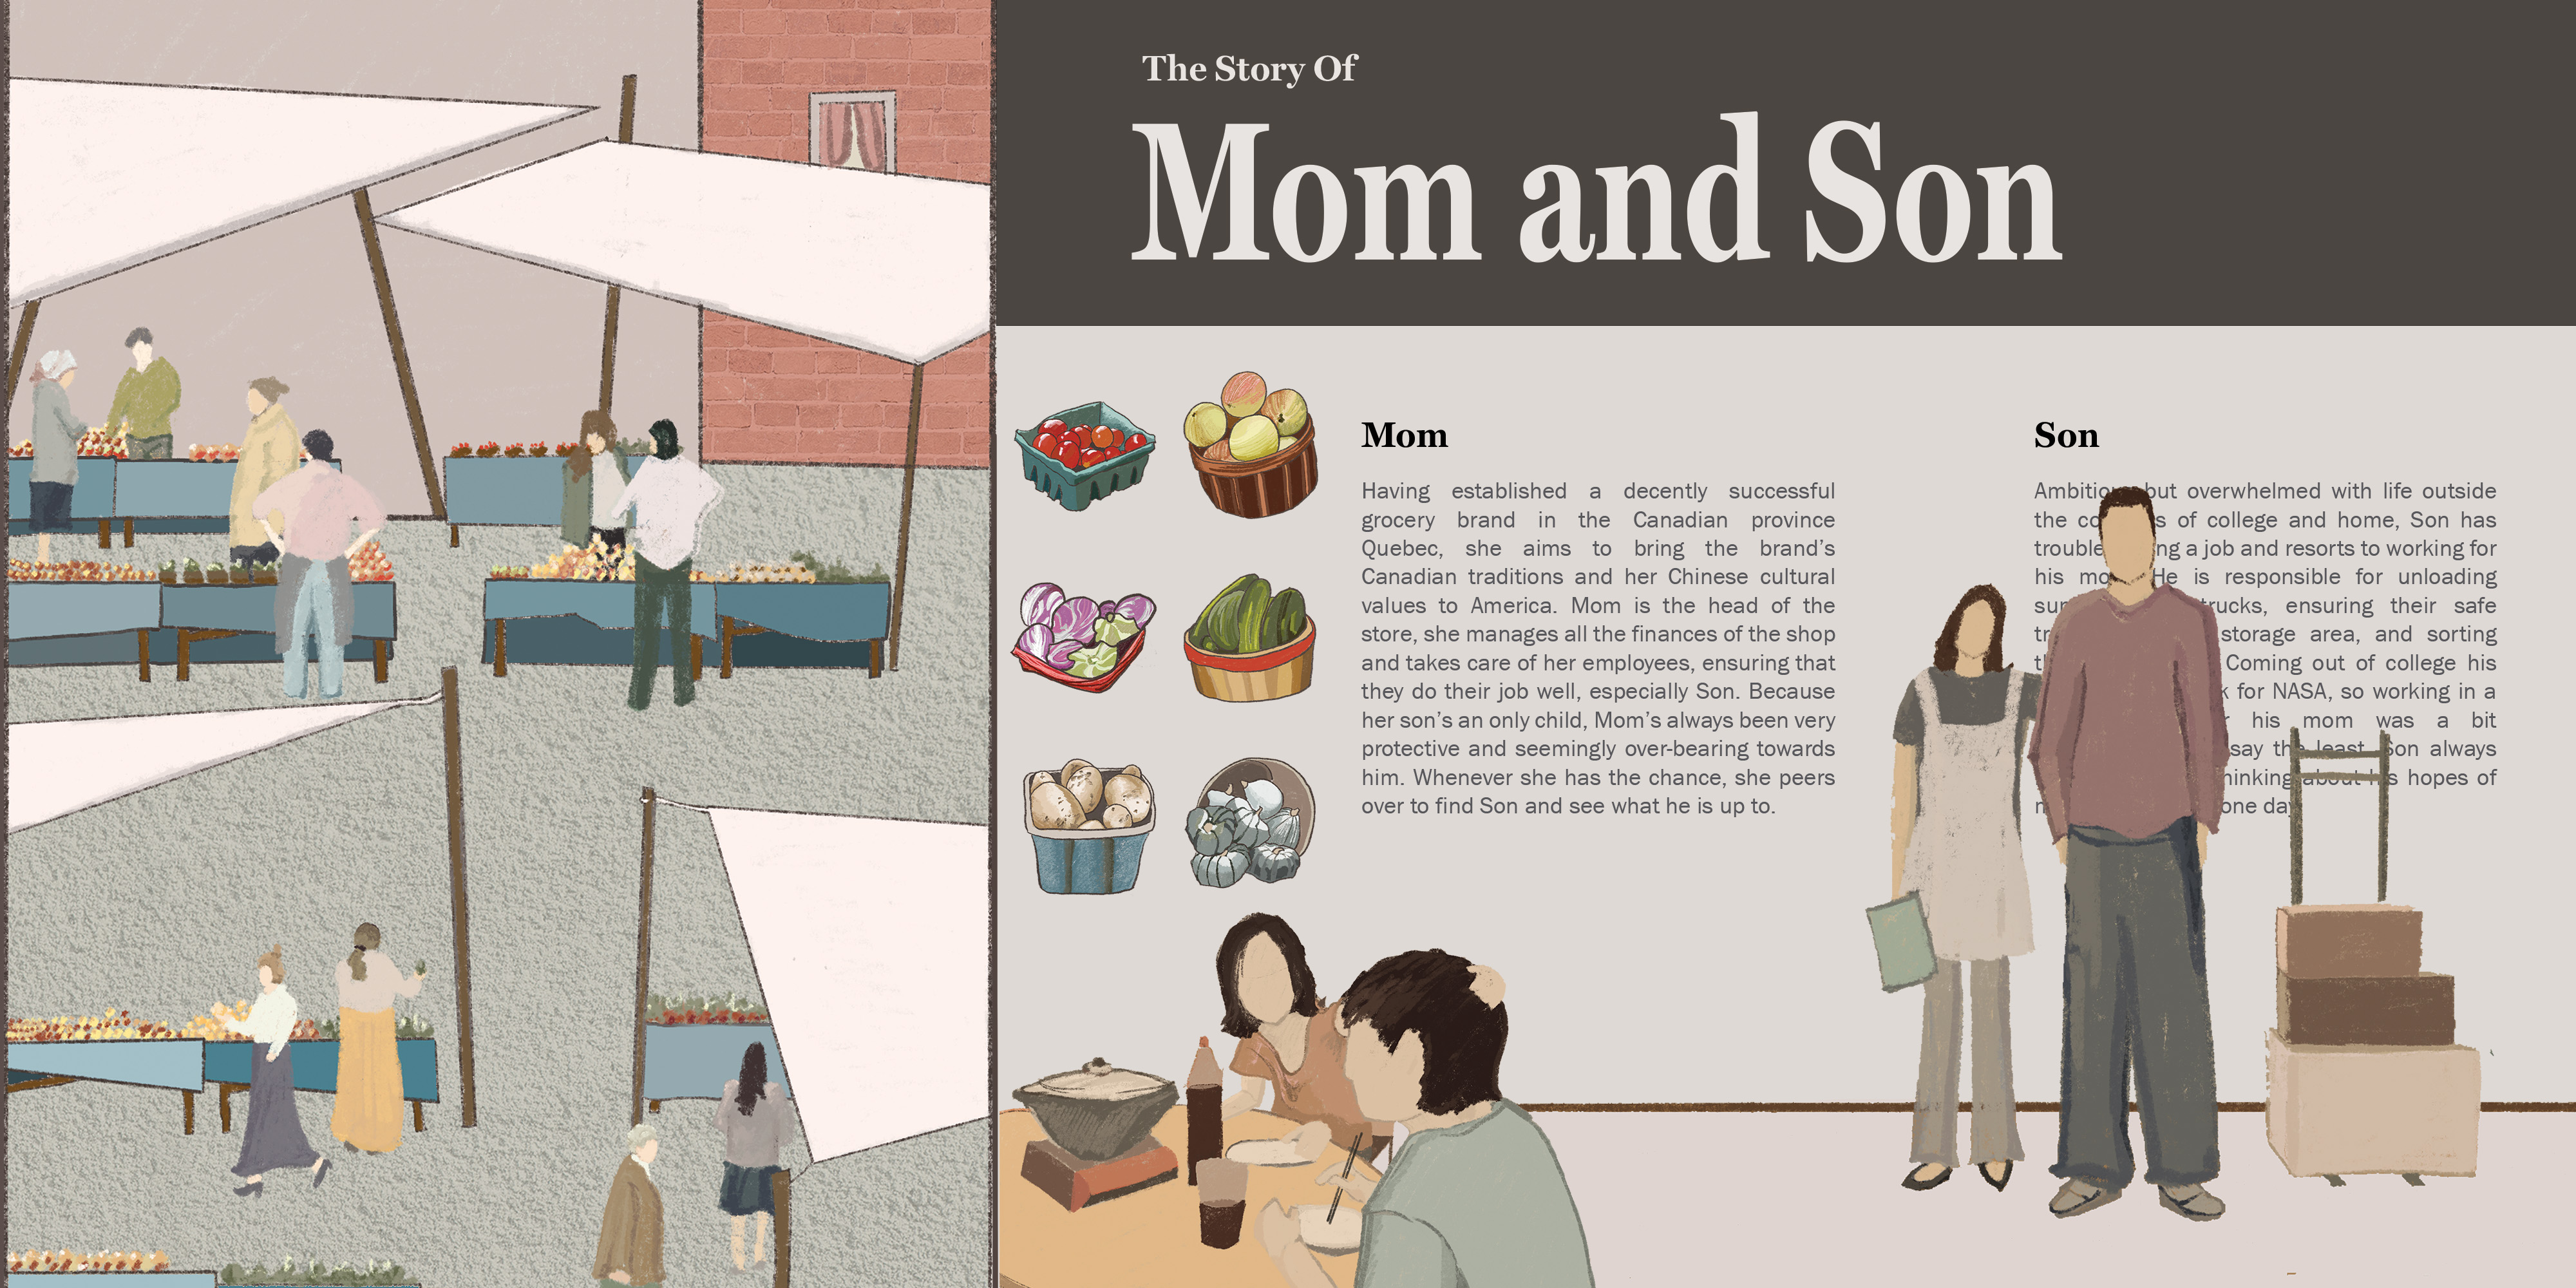 The Story Of
Mom and Son
Mom
Having established a decently successful
grocery brand in the Canadian province
Quebec, she aims to bring the brand's
Canadian traditions and her Chinese cultural
values to America. Mom is the head of the
store, she manages all the finances of the shop
and takes care of her employees, ensuring that
they do their job well, especially Son. Because
her son's an only child, Mom's always been very
protective and seemingly over-bearing towards
him. Whenever she has the chance, she peers
over to find Son and see what he is up to.
Son
but overwhelmed with life outside
the of college and home, Son has
trouble a job and resorts to working for
his He is responsible for unloading
trucks, ensuring their safe
storage area, and sorting
Coming out of college his
for NASA, so working in a
his mom was a bit
say the least. Son always
thinking about his hopes of
one day